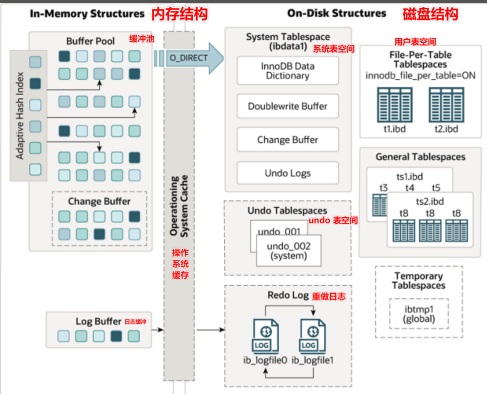 In-Memory Structures 内存结构
On-Disk Structures 磁盘结构
Buffer Pool 缓冲池
Adaptive Hash Index
Change Buffer
Log Buffer 日志缓冲
O_DIRECT
Operationing
System Cache
操作
系统
缓存
System Tablespace
(ibdata1) 系统表空间
InnoDB Data
Dictionary
Doublewrite Buffer
Change Buffer
Undo Logs
Undo Tablespaces
undo 表空间
undo_001
undo_002
(system)
Redo Log 重做日志
LOG
LOG
ib_logfile0
ib_logfile1
用户表空间
File-Per-Table
Tablespaces
innodb_file_per_table=ON
t1.ibd
t2.ibd
General Tablespaces
ts1.ibd
t3 t4 t5
ts2.ibd
t8 t8 t8
Temporary
Tablespaces
ibtmp1
(global)